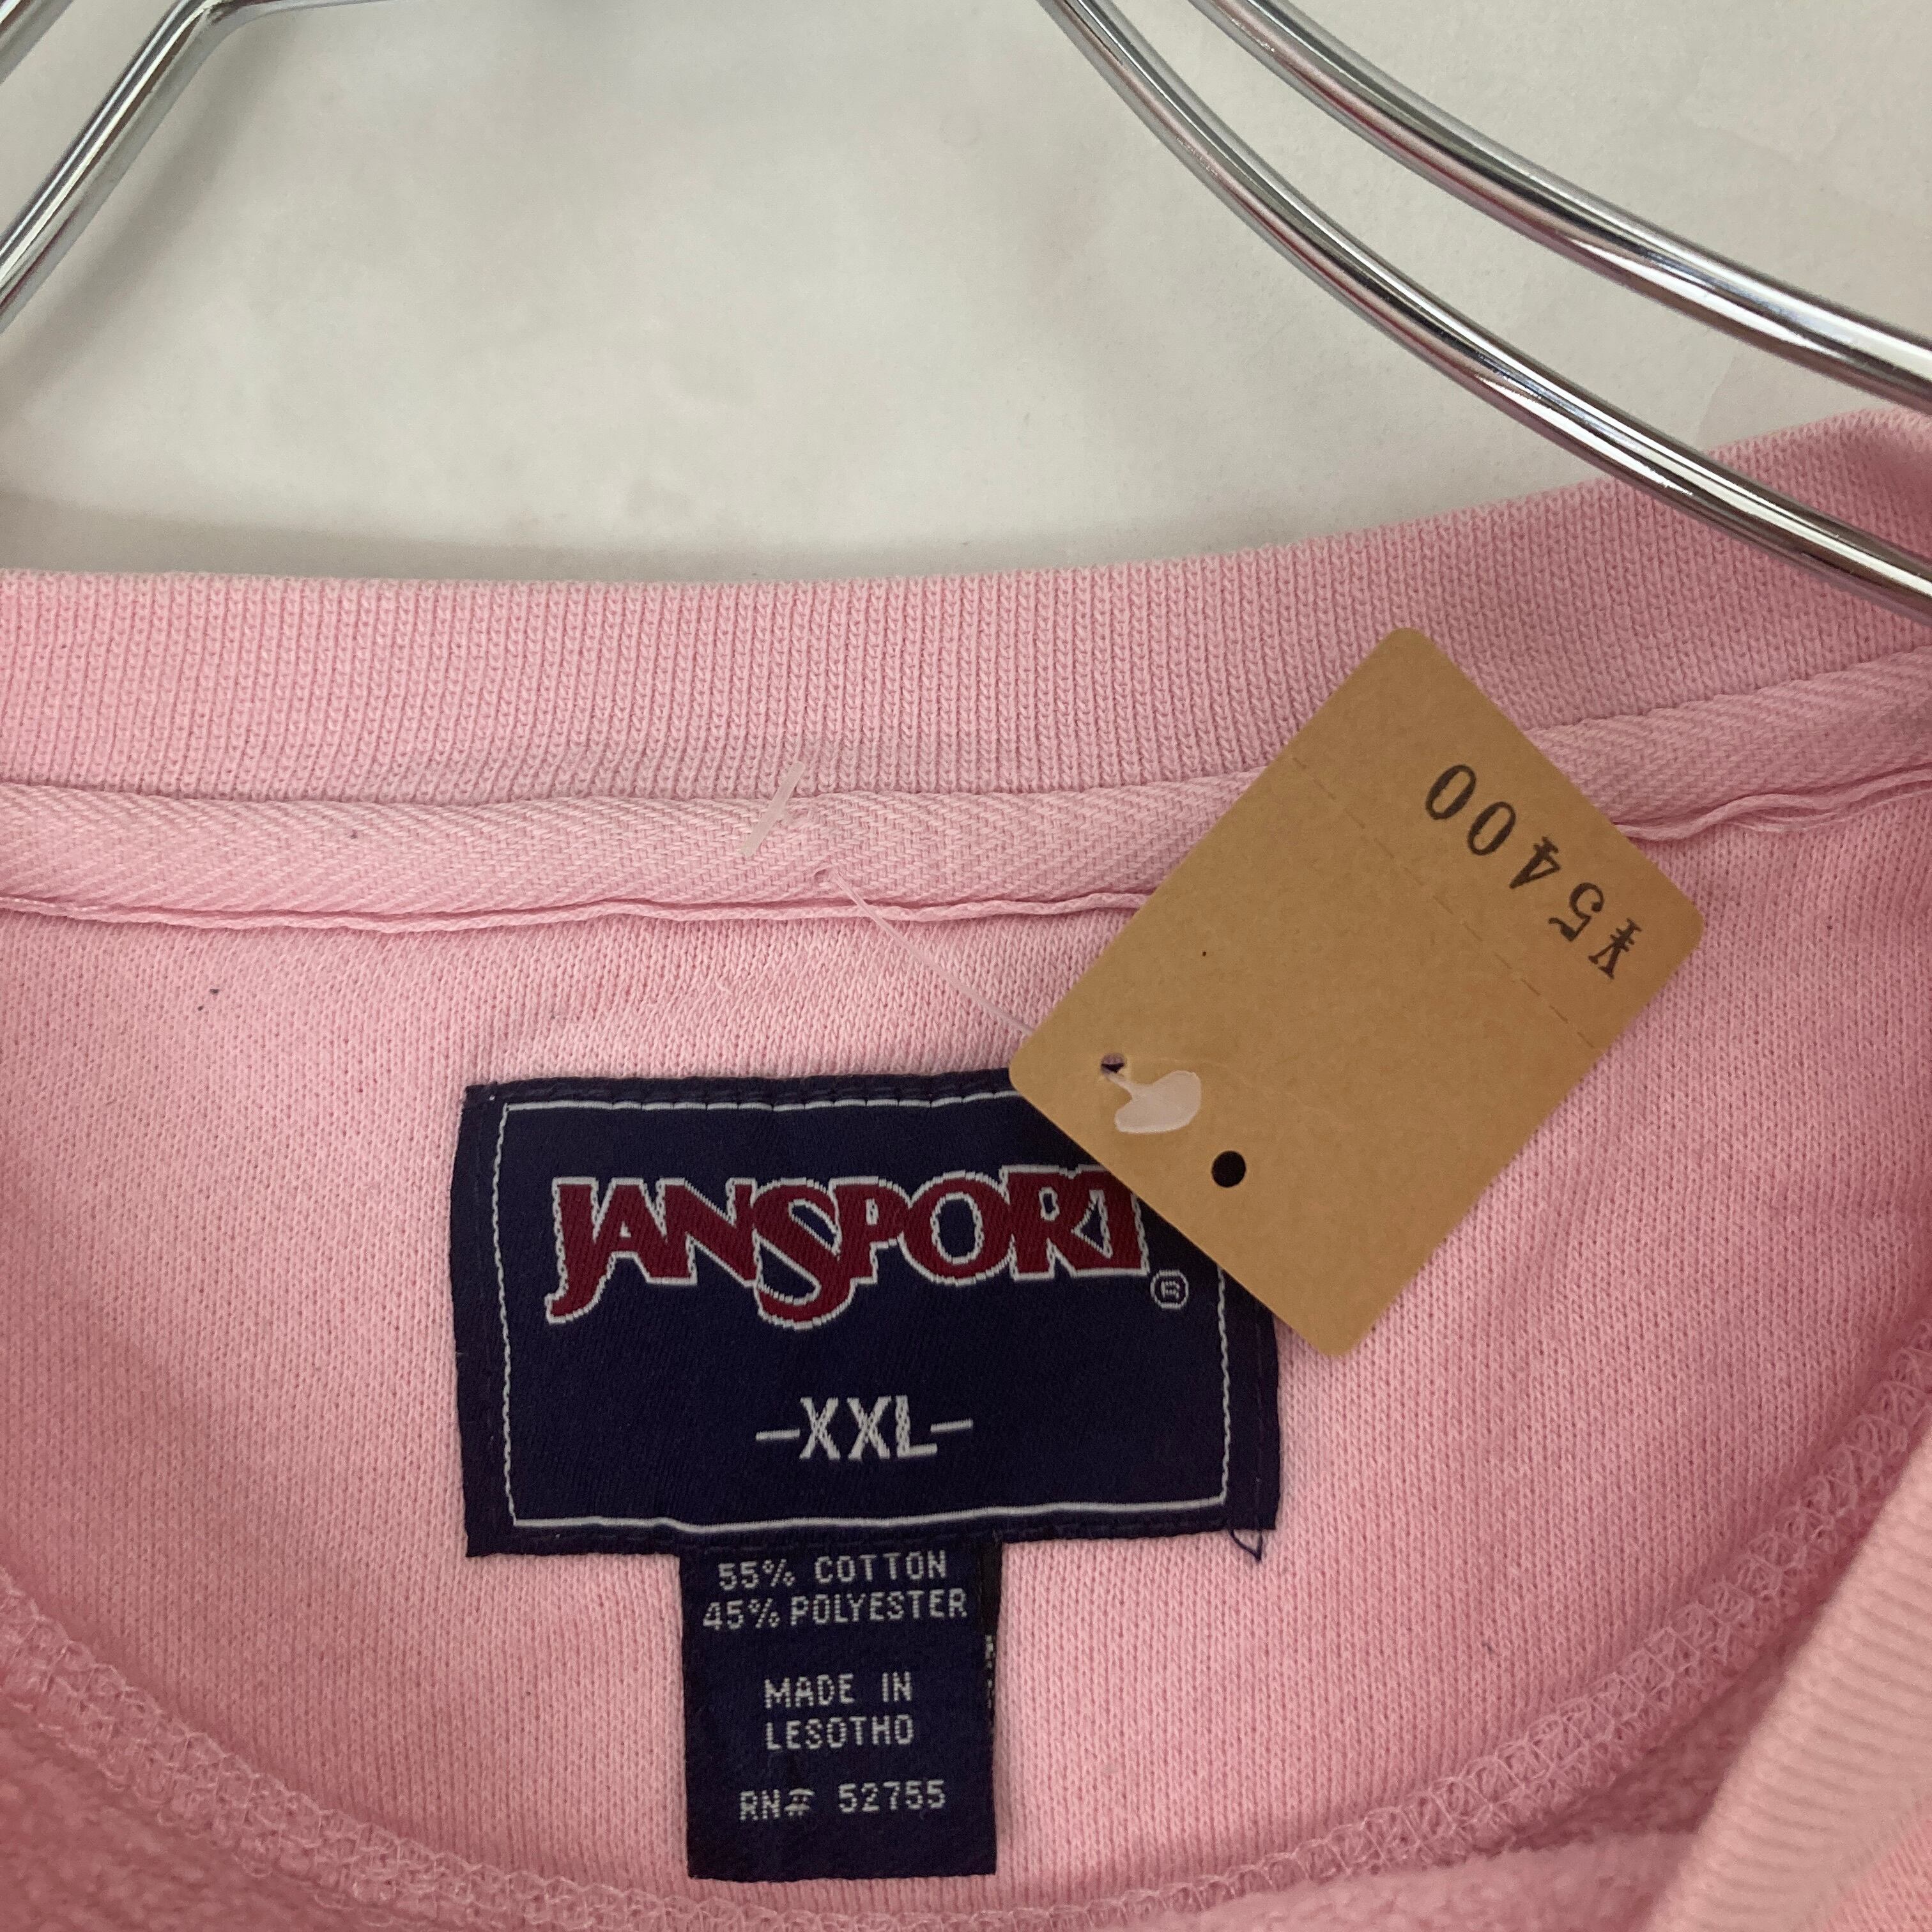 ¥5400
JANSPORT®
-XXL-
55% COTTON
45% POLYESTER
MADE IN
LESOTHO
RN# 52755